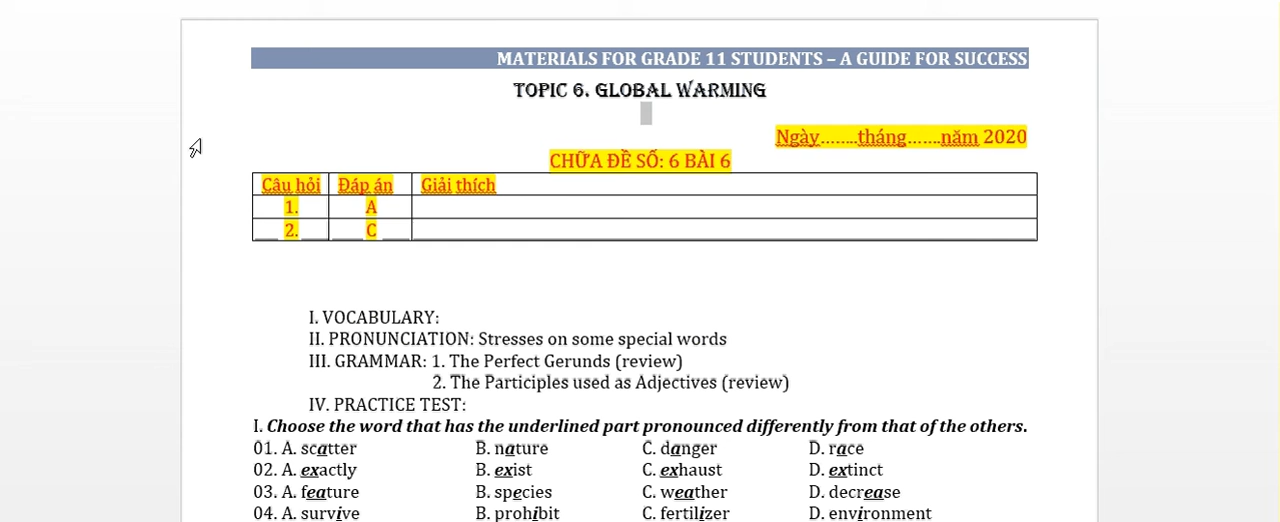 MATERIALS FOR GRADE 11 STUDENTS – A GUIDE FOR SUCCESS
TOPIC 6. GLOBAL WARMING
Ngày........tháng.......năm 2020
CHỮA ĐỀ SỐ: 6 BÀI 6
Câu hỏi Đáp án Giải thích
1. A
2. C
I. VOCABULARY:
II. PRONUNCIATION: Stresses on some special words
III. GRAMMAR: 1. The Perfect Gerunds (review)
2. The Participles used as Adjectives (review)
IV. PRACTICE TEST:
I. Choose the word that has the underlined part pronounced differently from that of the others.
01. A. scatter B. nature C. danger D. race
02. A. exactly B. exist C. exhaust D. extinct
03. A. feature B. species C. weather D. decrease
04. A. survive B. prohibit C. fertilizer D. environment